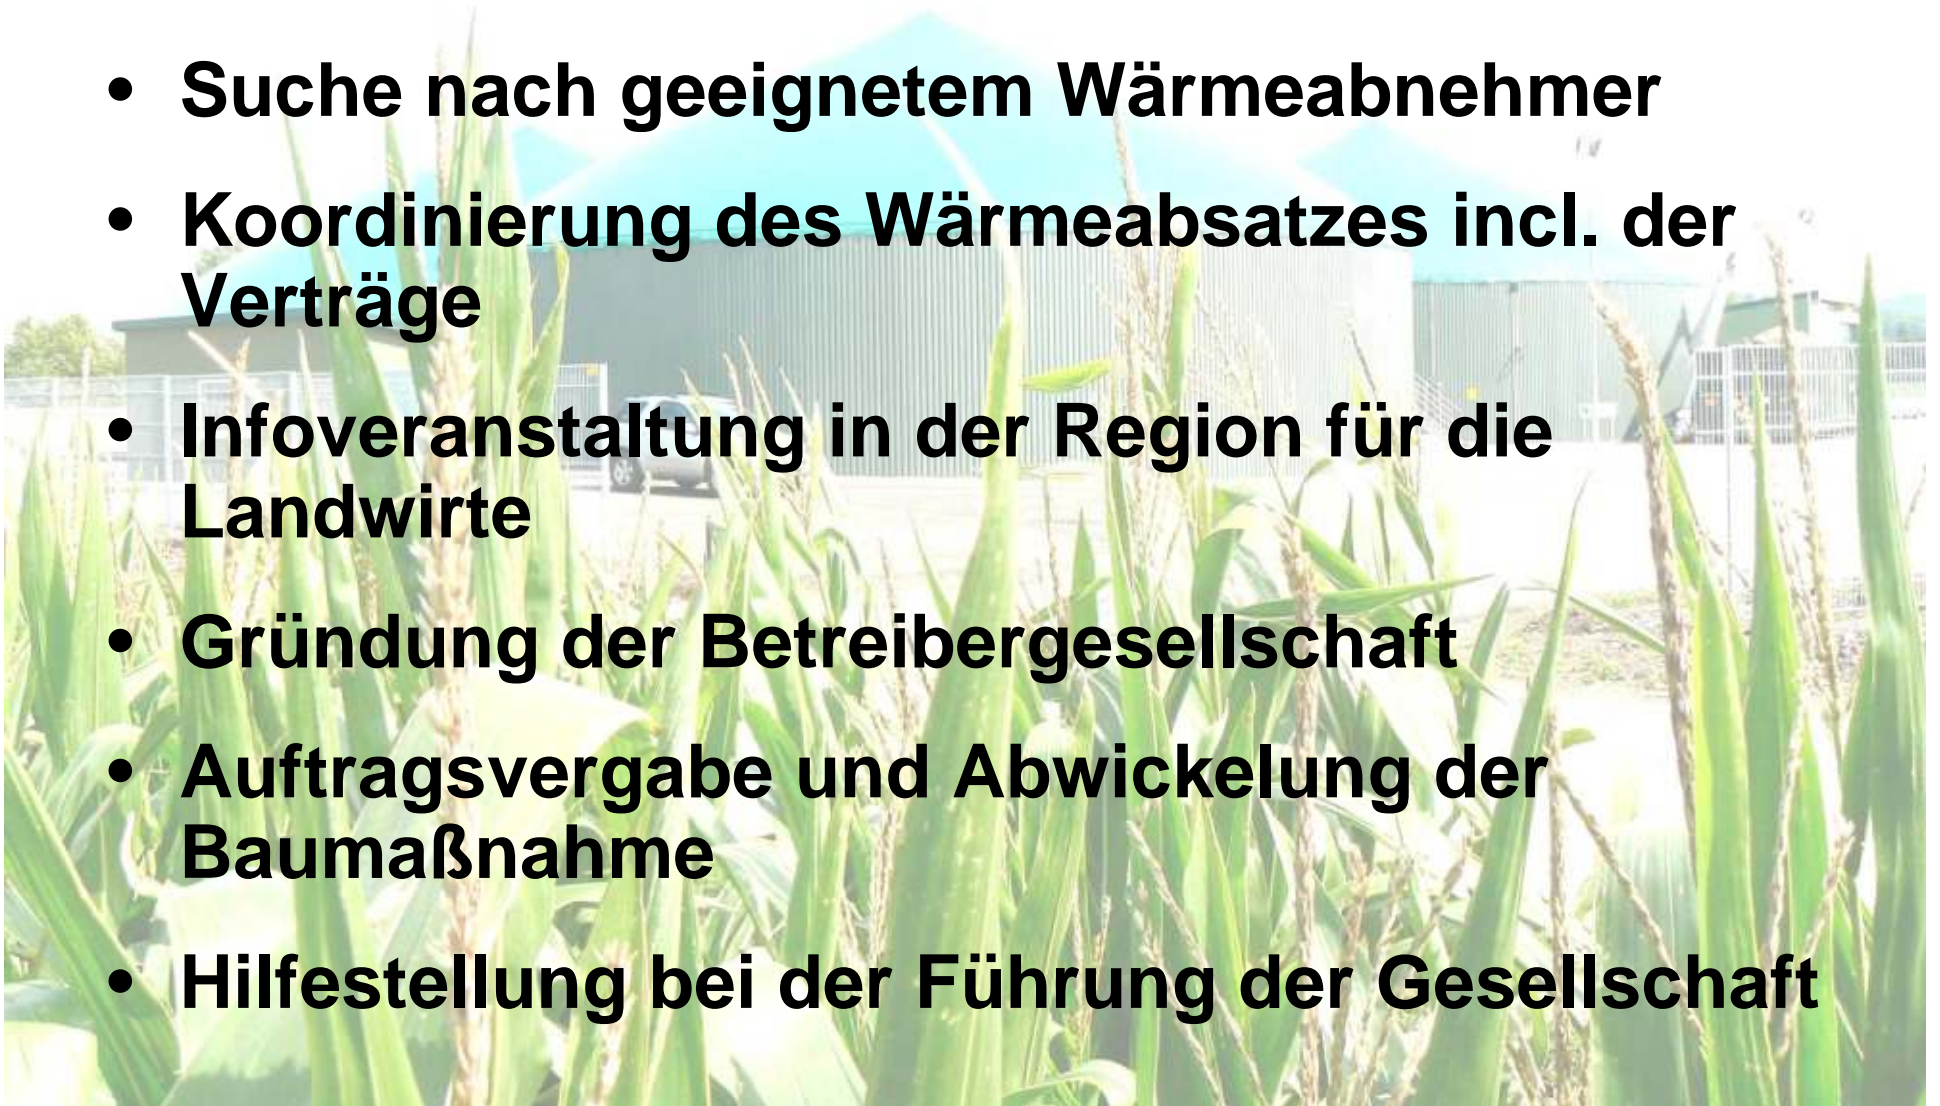 • Suche nach geeignetem Wärmeabnehmer
• Koordinierung des Wärmeabsatzes incl. der
Verträge
• Infoveranstaltung in der Region für die
Landwirte
• Gründung der Betreibergesellschaft
• Auftragsvergabe und Abwickelung der
Baumaßnahme
• Hilfestellung bei der Führung der Gesellschaft